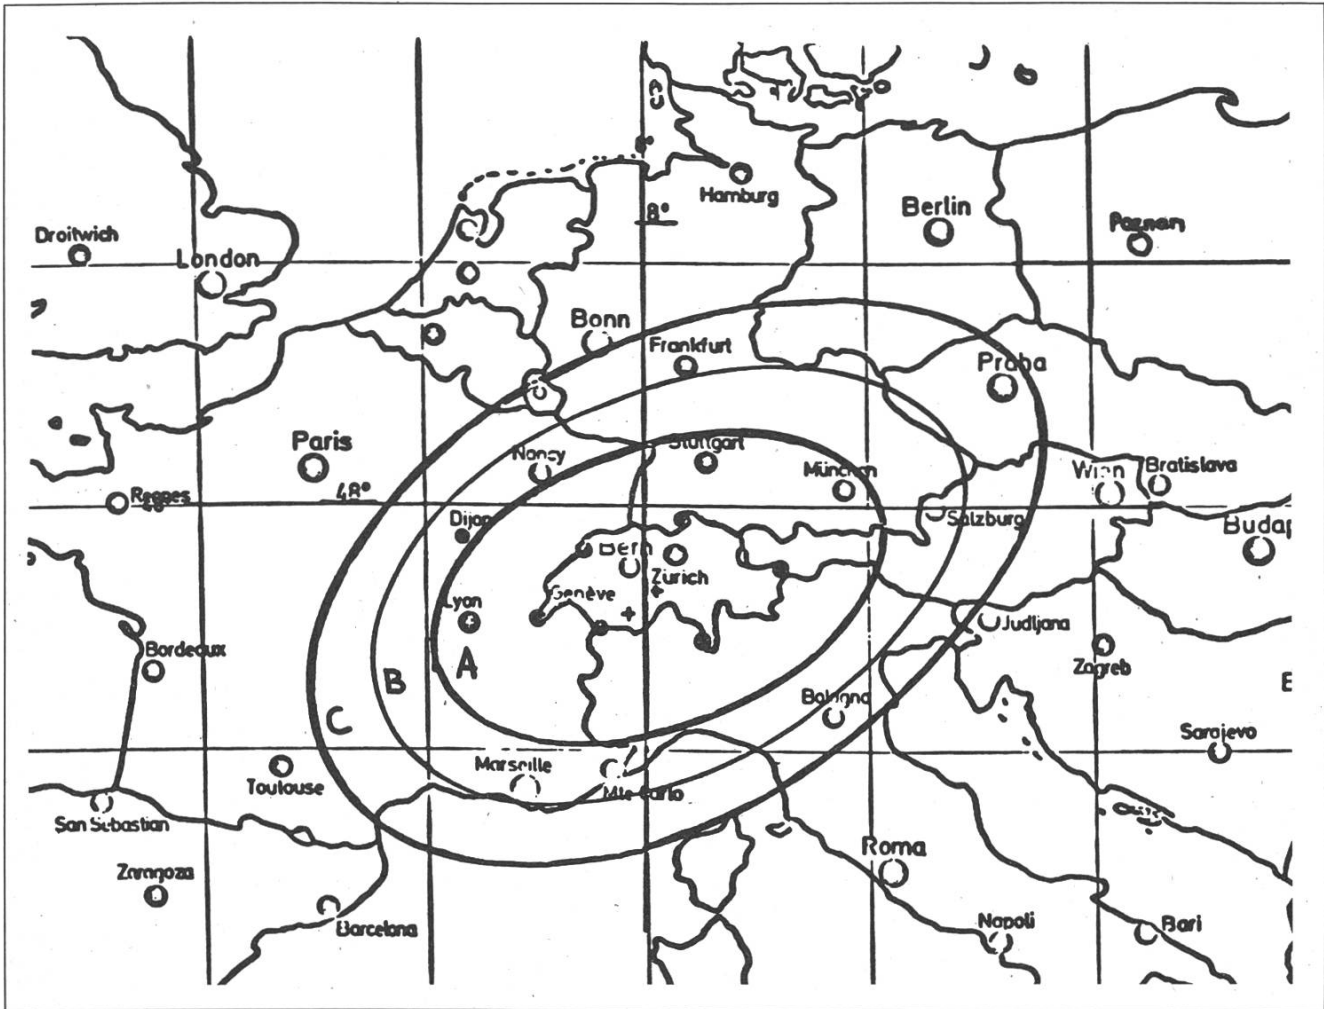 Hamburg
8°
Berlin
Poznan
Droitwich
London
Bonn
Frankfurt
Praha
Paris
Nancy
Stuttgart
München
Wien
Bratislava
48°
Rennes
Dijon
Salzburg
Budap
Bern
Zürich
Genève
Lyon
Judljana
Bordeaux
A
Zagreb
B
Bologna
C
Sarajevo
Marseille
Toulouse
Mte Carlo
San Sebastian
Roma
Zaragoza
Barcelona
Napoli
Bari